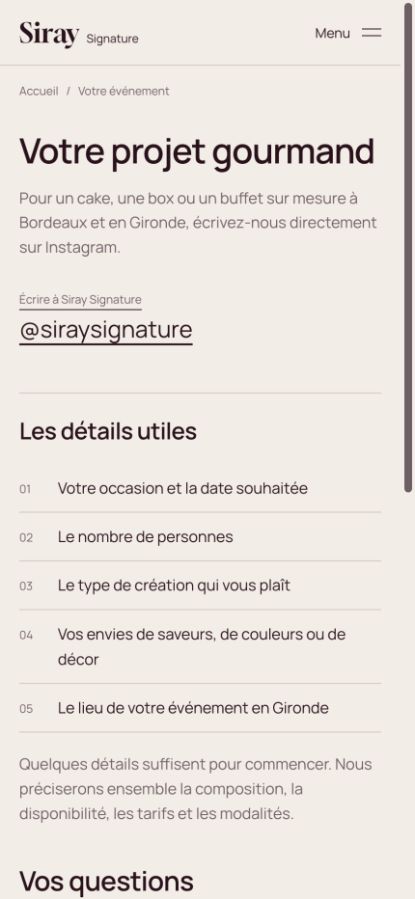 Siray Signature
Menu
Accueil / Votre événement
Votre projet gourmand
Pour un cake, une box ou un buffet sur mesure à
Bordeaux et en Gironde, écrivez-nous directement
sur Instagram.
Écrire à Siray Signature
@siraysignature
Les détails utiles
01 Votre occasion et la date souhaitée
02 Le nombre de personnes
03 Le type de création qui vous plaît
04 Vos envies de saveurs, de couleurs ou de
décor
05 Le lieu de votre événement en Gironde
Quelques détails suffisent pour commencer. Nous
préciserons ensemble la composition, la
disponibilité, les tarifs et les modalités.
Vos questions